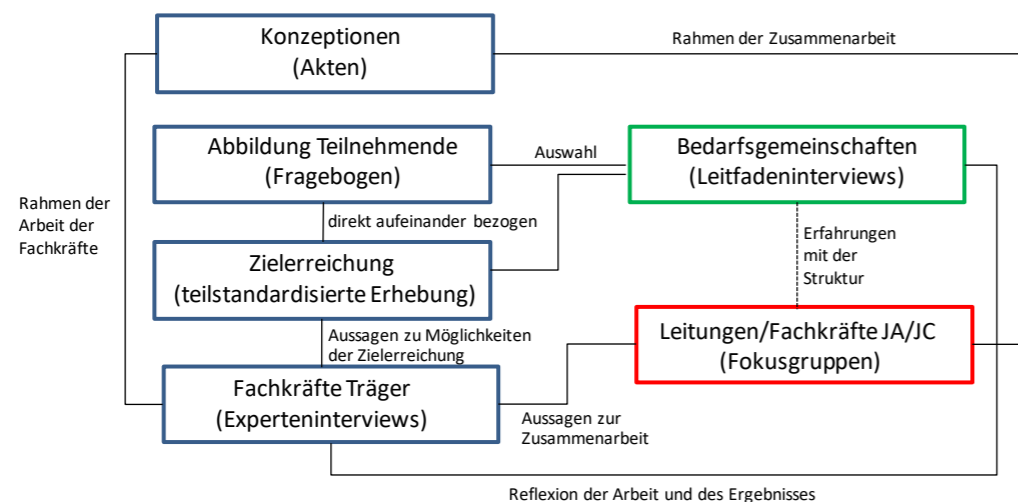 Konzeptionen
(Akten)
Rahmen der Zusammenarbeit
Abbildung Teilnehmende
(Fragebogen)
Auswahl
Bedarfsgemeinschaften
(Leitfadeninterviews)
Rahmen der
Arbeit der
Fachkräfte
direkt aufeinander bezogen
Erfahrungen
mit der
Struktur
Zielerreichung
(teilstandardisierte Erhebung)
Aussagen zu Möglichkeiten
der Zielerreichung
Leitungen/Fachkräfte JA/JC
(Fokusgruppen)
Fachkräfte Träger
(Experteninterviews)
Aussagen zur
Zusammenarbeit
Reflexion der Arbeit und des Ergebnisses